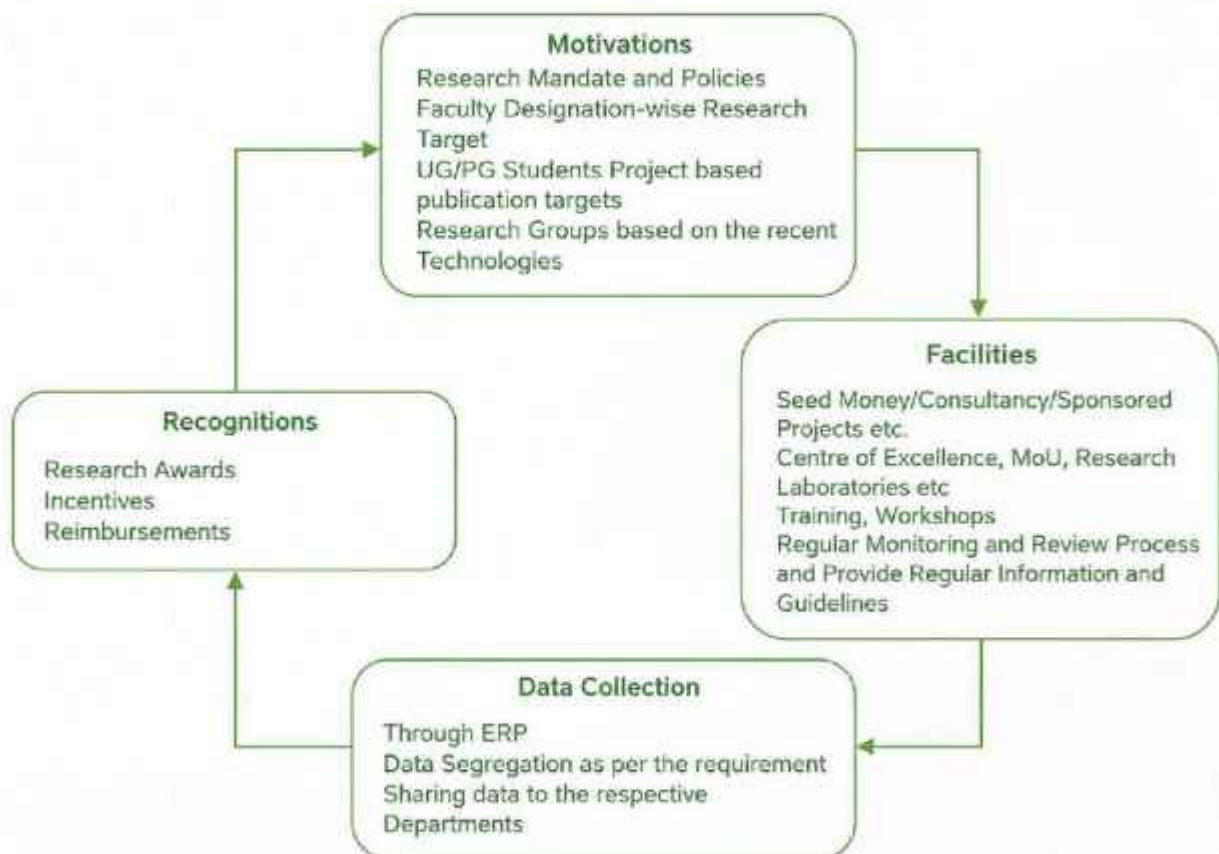 Motivations
Research Mandate and Policies
Faculty Designation-wise Research
Target
UG/PG Students Project based
publication targets
Research Groups based on the recent
Technologies
Facilities
Seed Money/Consultancy/Sponsored
Projects etc.
Centre of Excellence, MoU, Research
Laboratories etc
Training, Workshops
Regular Monitoring and Review Process
and Provide Regular Information and
Guidelines
Data Collection
Through ERP
Data Segregation as per the requirement
Sharing data to the respective
Departments
Recognitions
Research Awards
Incentives
Reimbursements